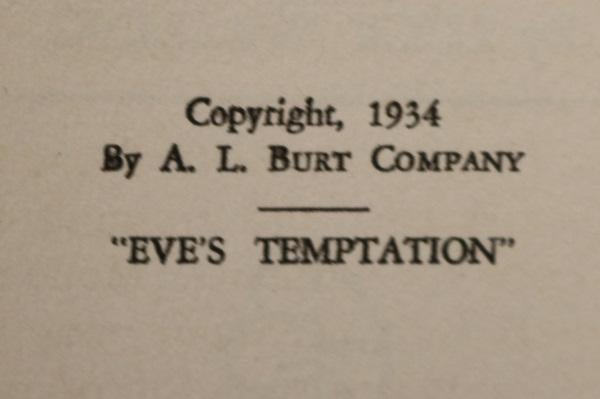 Copyright, 1934
By A. L. BURT COMPANY
"EVE'S TEMPTATION"